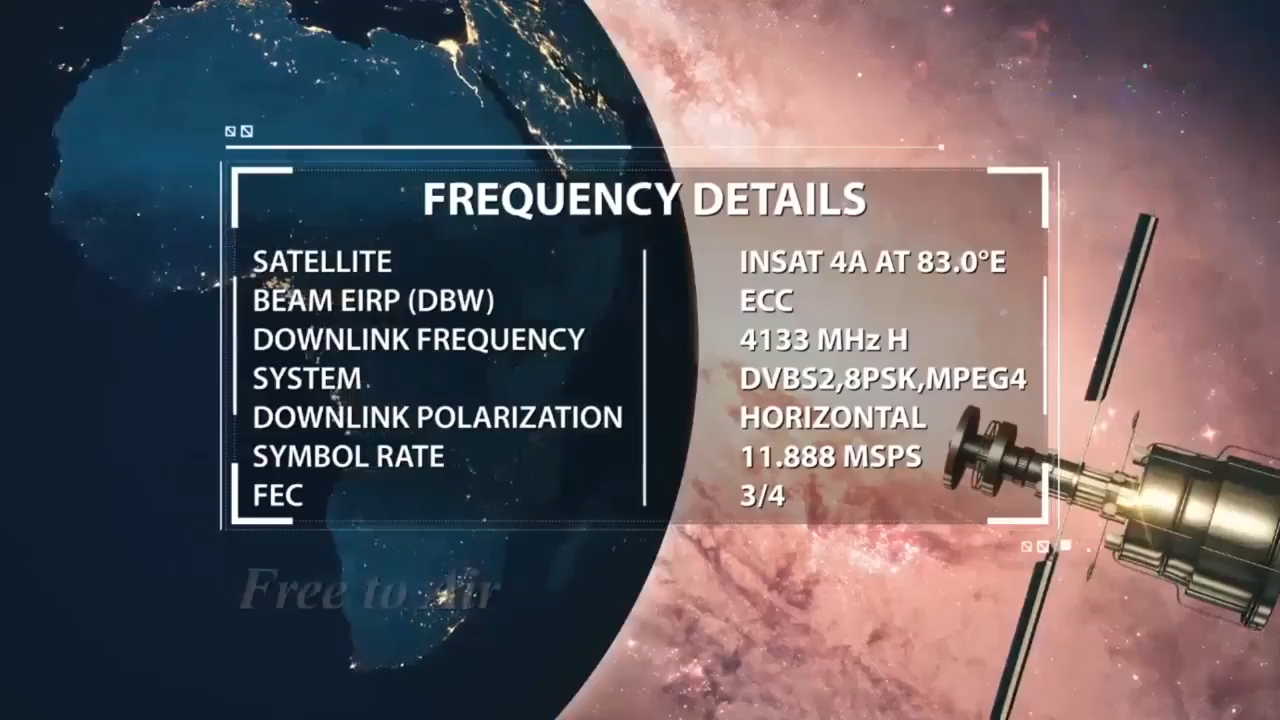 FREQUENCY DETAILS
SATELLITE INSAT 4A AT 83.0°E
BEAM EIRP (DBW) ECC
DOWNLINK FREQUENCY 4133 MHz H
SYSTEM DVBS2,8PSK,MPEG4
DOWNLINK POLARIZATION HORIZONTAL
SYMBOL RATE 11.888 MSPS
FEC 3/4
Free to Air